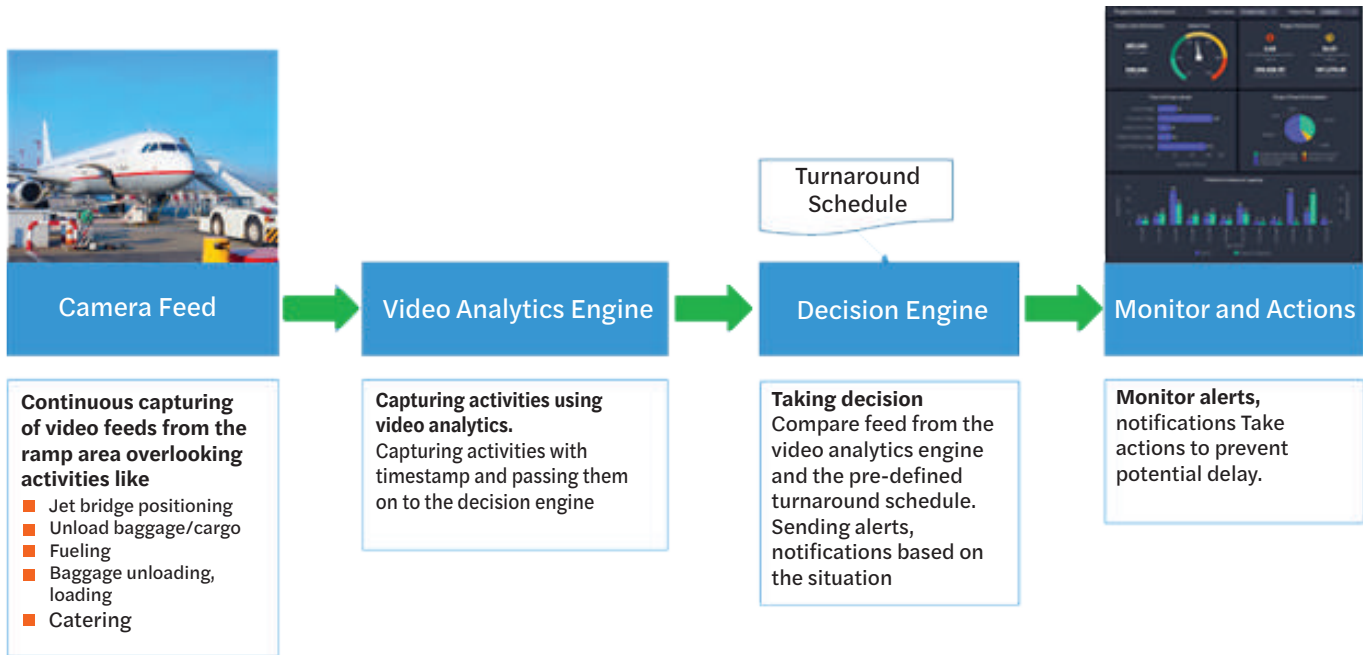 Turnaround
Schedule
Camera Feed
Video Analytics Engine
Decision Engine
Monitor and Actions
Continuous capturing
of video feeds from the
ramp area overlooking
activities like
Jet bridge positioning
Unload baggage/cargo
Fueling
Baggage unloading,
loading
Catering
Capturing activities using
video analytics.
Capturing activities with
timestamp and passing them
on to the decision engine
Taking decision
Compare feed from the
video analytics engine
and the pre-defined
turnaround schedule.
Sending alerts,
notifications based on
the situation
Monitor alerts,
notifications Take
actions to prevent
potential delay.